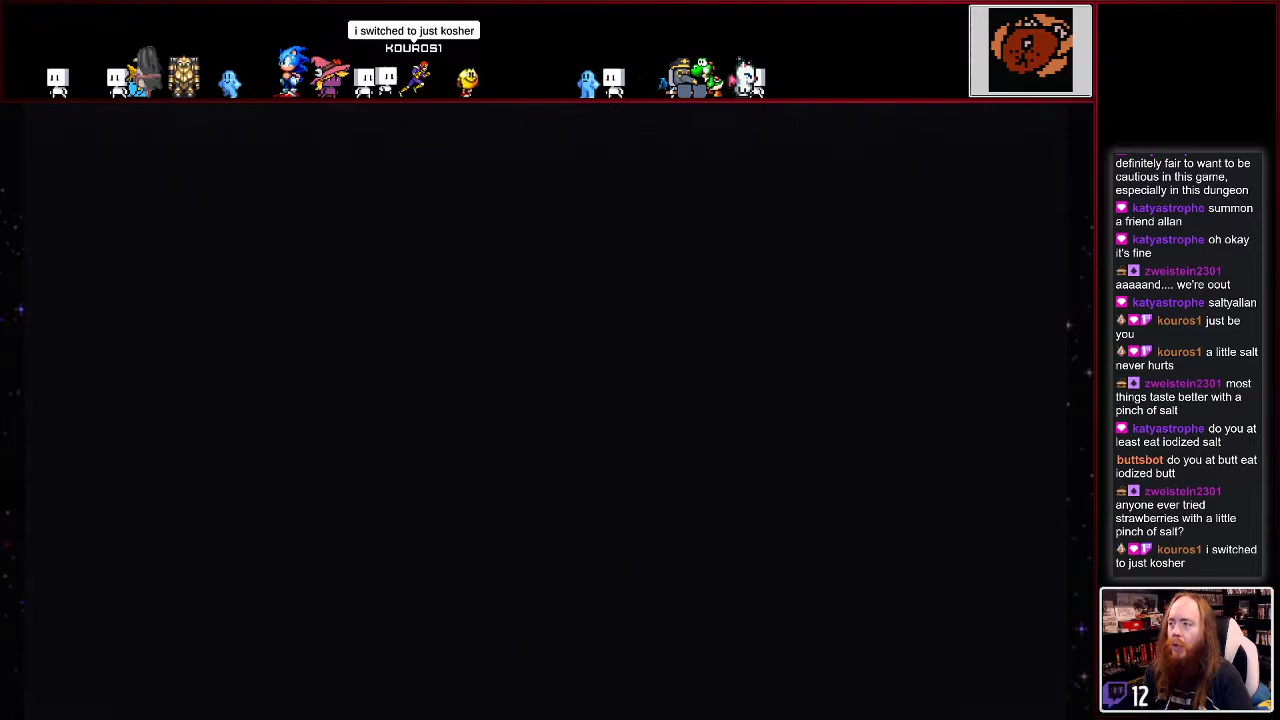 i switched to just kosher
KOUROS1
definitely fair to want to be
cautious in this game,
especially in this dungeon
katyastrophe summon
a friend allan
katyastrophe oh okay
it's fine
zweistein2301
aaaaand.... we're oout
katyastrophe saltyallan
kouros1 just be
you
kouros1 a little salt
never hurts
zweistein2301 most
things taste better with a
pinch of salt
katyastrophe do you at
least eat iodized salt
buttsbot do you at butt eat
iodized butt
zweistein2301
anyone ever tried
strawberries with a little
pinch of salt?
kouros1 i switched
to just kosher
12